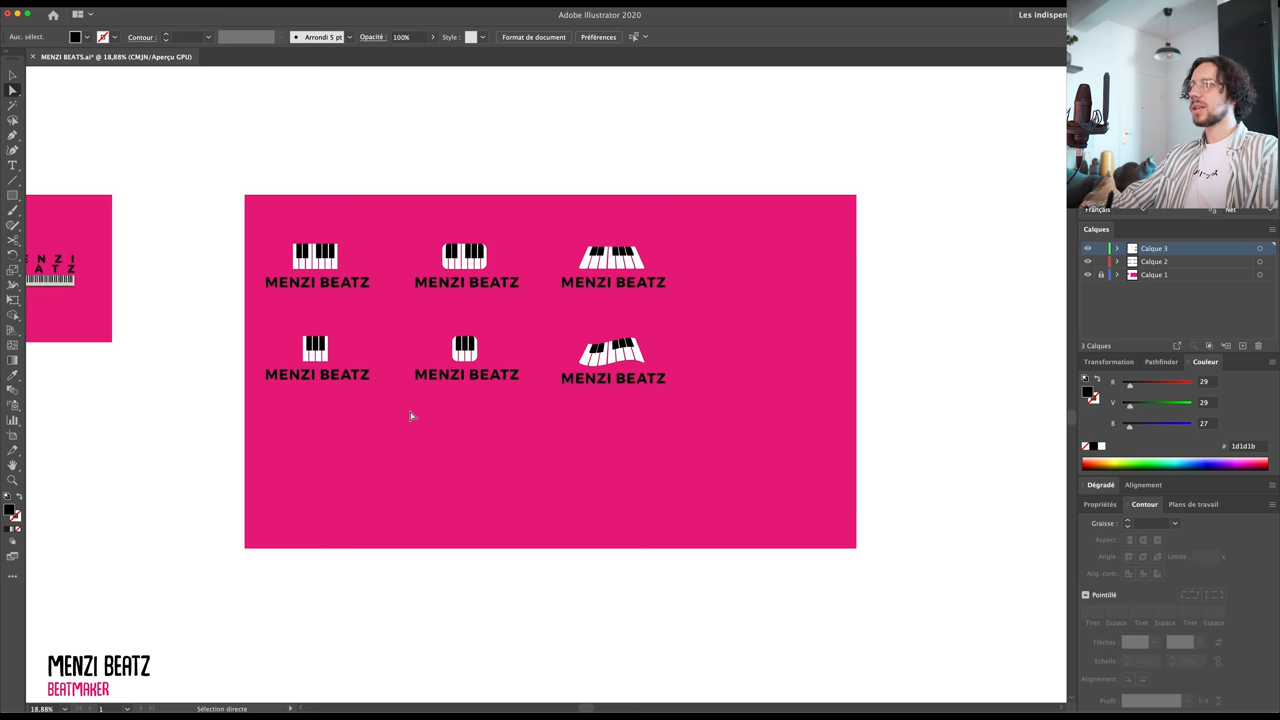 Adobe Illustrator 2020
Les indispen
Auc. sélect.
Contour :
Arrondi 5 pt
Opacité : 100%
Style :
Format de document
Préférences
MENZI BEATS.ai* @ 18,88% (CMJN/Aperçu GPU)
N Z I
A T Z
MENZI BEATZ
MENZI BEATZ
MENZI BEATZ
MENZI BEATZ
MENZI BEATZ
MENZI BEATZ
MENZI BEATZ
BEATMAKER
Français
Net
Calques
Calque 3
Calque 2
Calque 1
3 Calques
Transformation
Pathfinder
Couleur
R 29
V 29
B 27
# 1d1d1b
Dégradé
Alignement
Propriétés
Contour
Plans de travail
Graisse :
Aspect :
Angle :
Limite :
x
Align. cont. :
Pointillé
Tiret Espace Tiret Espace Tiret Espace
Flèches :
Echelle :
Alignement :
Profil :
18,88%
1
Sélection directe